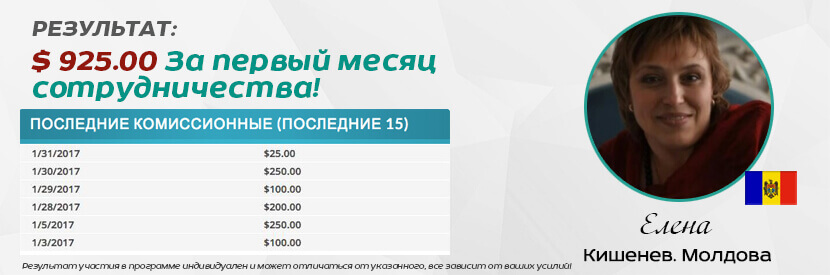 РЕЗУЛЬТАТ:
$ 925.00 За первый месяц
сотрудничества!
ПОСЛЕДНИЕ КОМИССИОННЫЕ (ПОСЛЕДНИЕ 15)
1/31/2017 $25.00
1/30/2017 $250.00
1/29/2017 $100.00
1/28/2017 $200.00
1/5/2017 $250.00
1/3/2017 $100.00
Результат участия в программе индивидуален и может отличаться от указанного, все зависит от ваших усилий!
Елена
Кишенев. Молдова